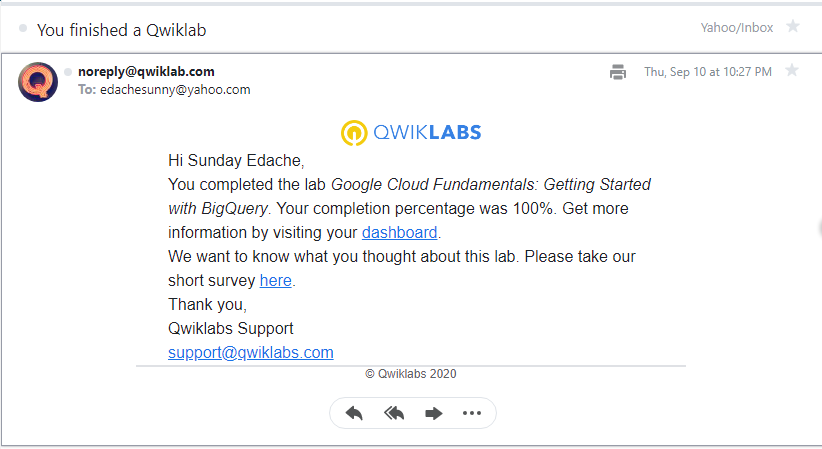 You finished a Qwiklab
Yahoo/Inbox
noreply@qwiklab.com
Thu, Sep 10 at 10:27 PM
To: edachesunny@yahoo.com
QWIKLABS
Hi Sunday Edache,
You completed the lab Google Cloud Fundamentals: Getting Started
with BigQuery. Your completion percentage was 100%. Get more
information by visiting your dashboard.
We want to know what you thought about this lab. Please take our
short survey here.
Thank you,
Qwiklabs Support
support@qwiklabs.com
© Qwiklabs 2020